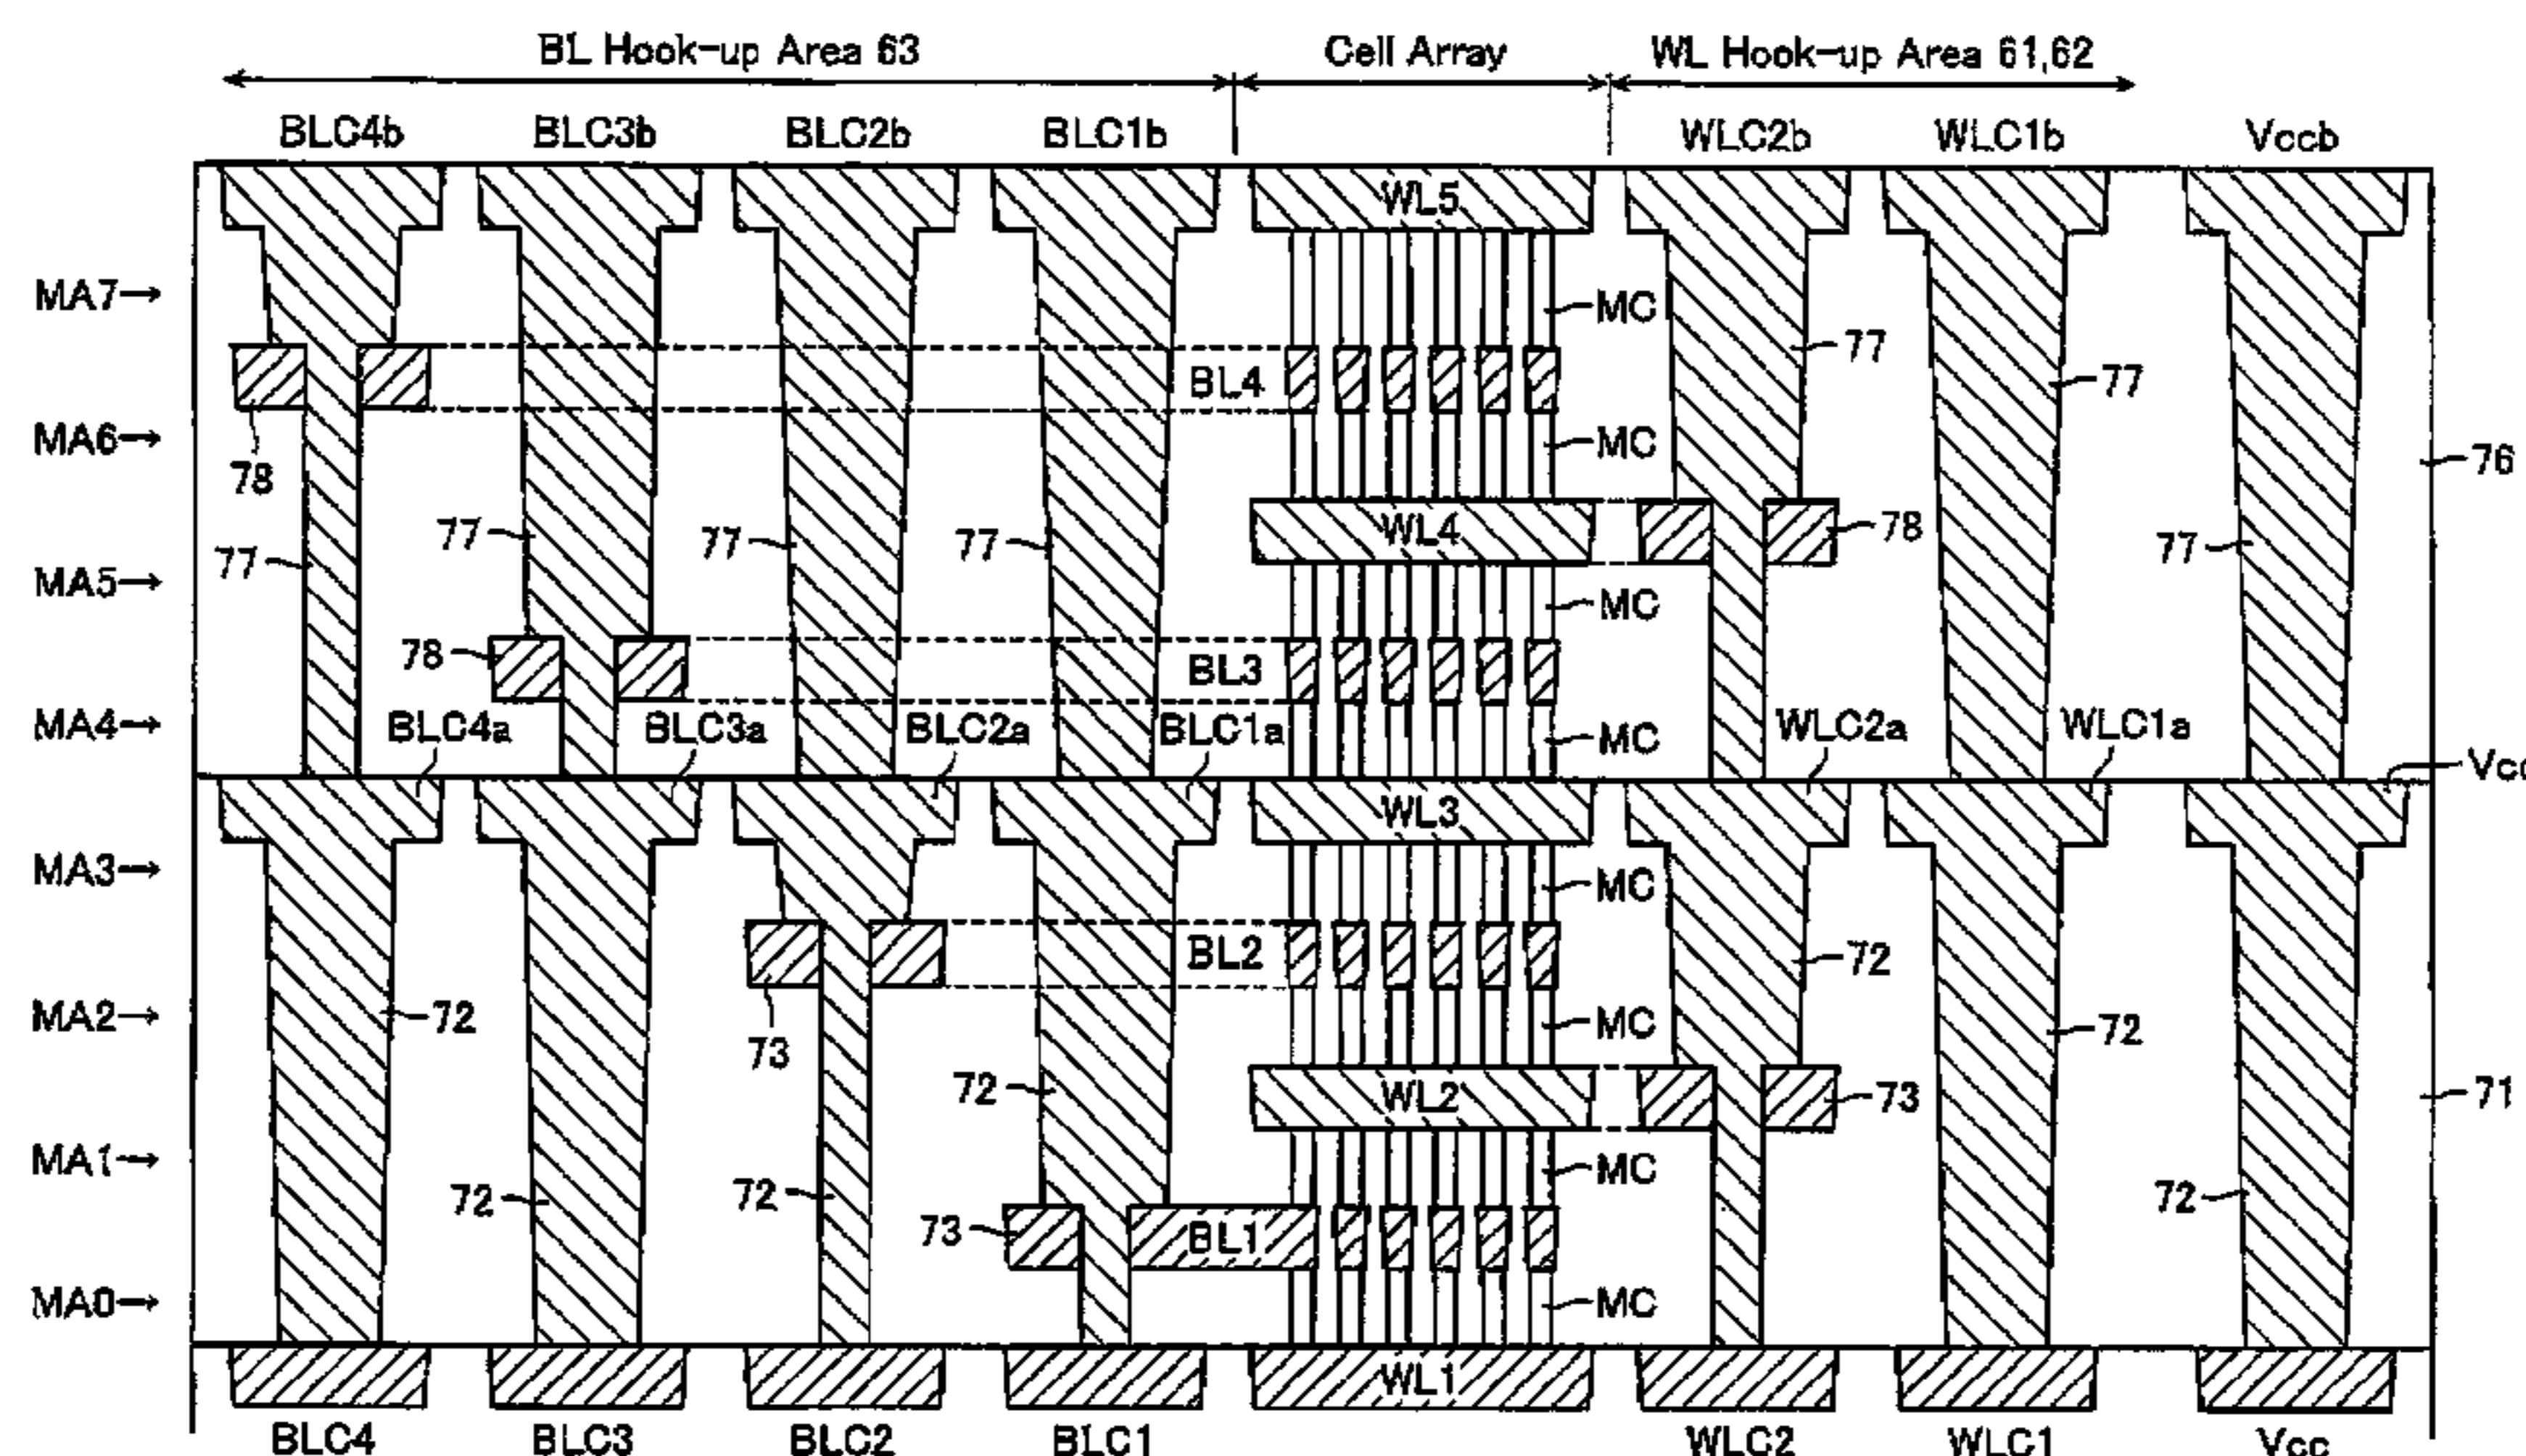 BL Hook-up Area 63 Cell Array WL Hook-up Area 61,62
BLC4b BLC3b BLC2b BLC1b WLC2b WLC1b Vccb
WL5
MA7→ MC
77
BL4 77
MA6→ MC 76
78
WL4 78
77 77 77 77 77
MA5→ MC
78 BL3
MA4→ BLC4a BLC3a BLC2a BLC1a MC WLC2a WLC1a
WL3
MA3→ MC
BL2 72
MA2→ 72 MC 72
73
72 WL2 73 71
MA1→ MC
72 72 72
73 BL1
MA0→ MC
WL1
BLC4 BLC3 BLC2 BLC1 WLC2 WLC1 Vcc